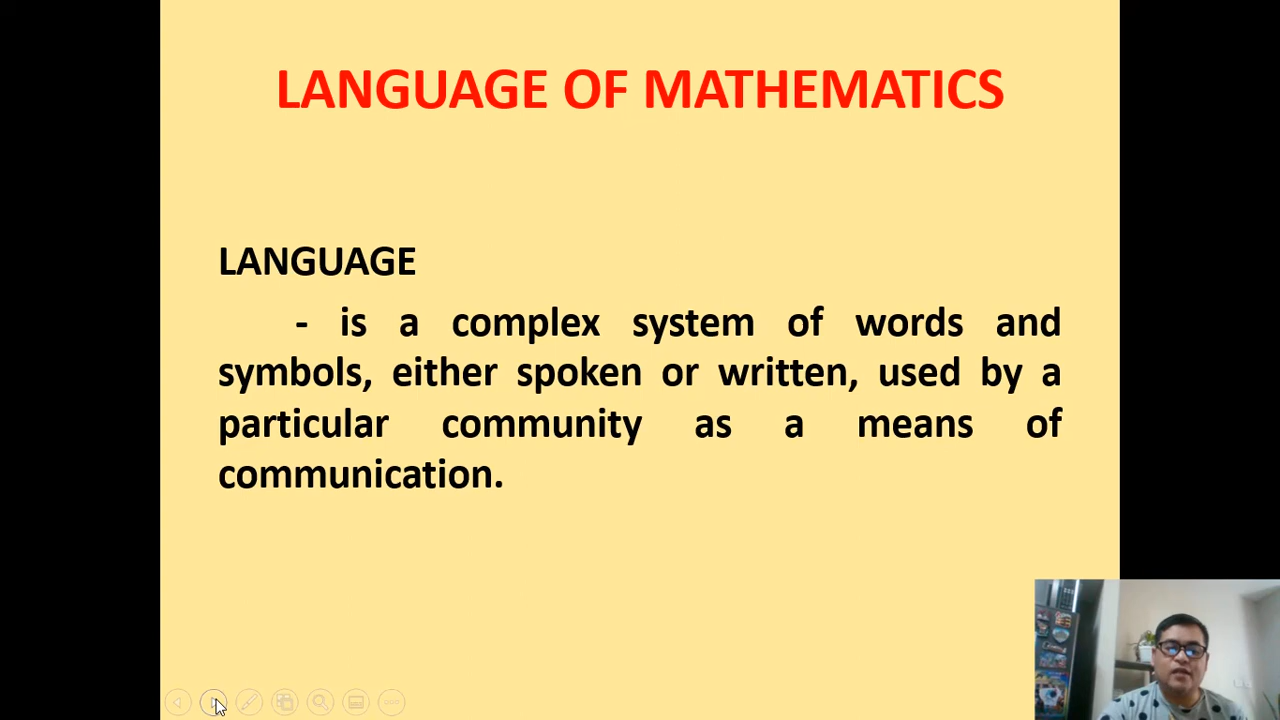 LANGUAGE OF MATHEMATICS
LANGUAGE
- is a complex system of words and
symbols, either spoken or written, used by a
particular community as a means of
communication.